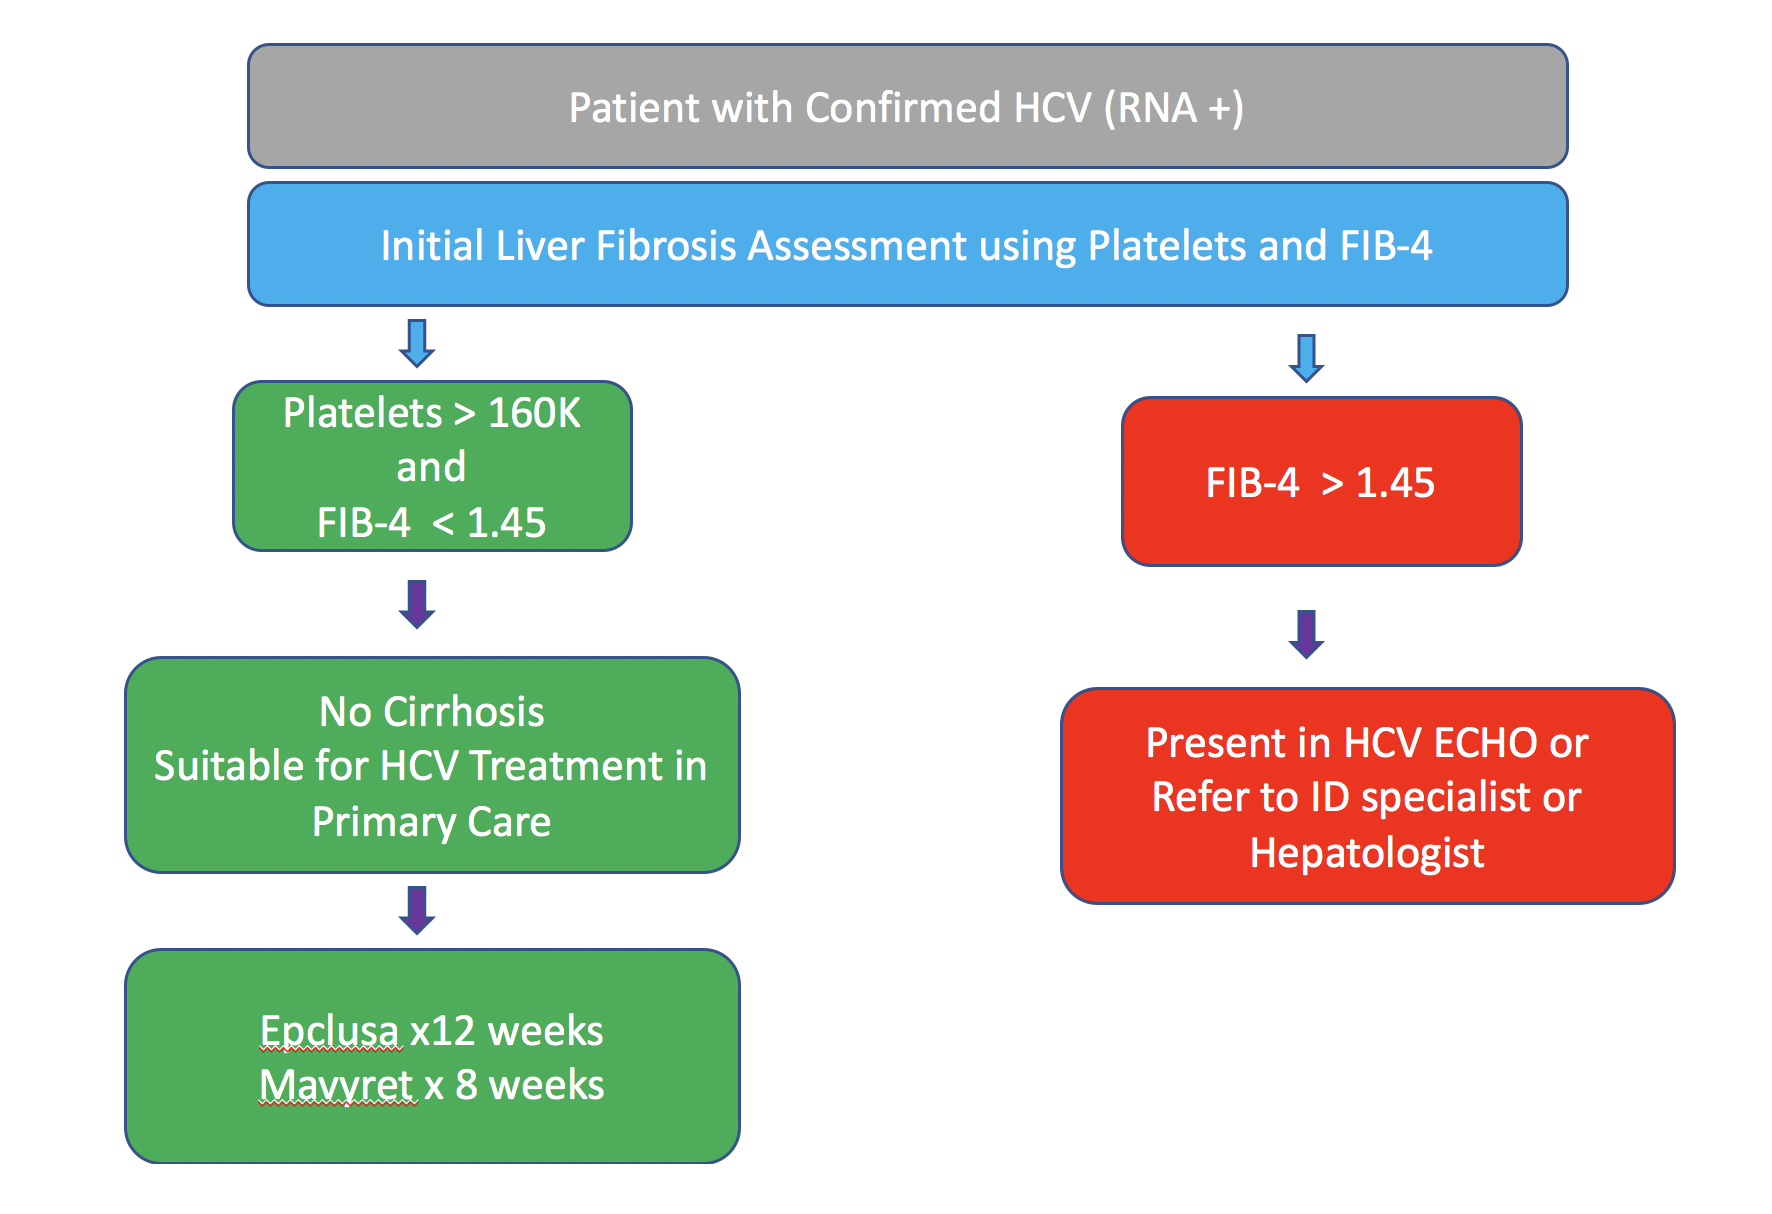 Patient with Confirmed HCV (RNA +)
Initial Liver Fibrosis Assessment using Platelets and FIB-4
Platelets > 160K
and
FIB-4 < 1.45
FIB-4 > 1.45
No Cirrhosis
Suitable for HCV Treatment in
Primary Care
Present in HCV ECHO or
Refer to ID specialist or
Hepatologist
Epclusa x12 weeks
Mavyret x 8 weeks